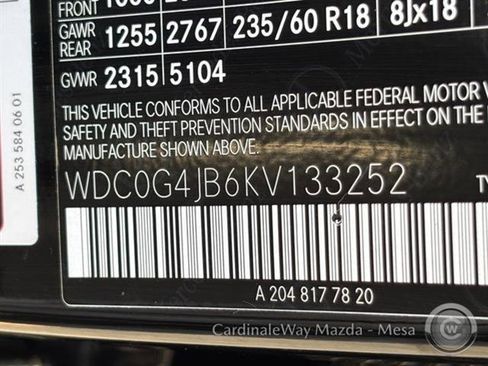 FRONT
GAWR
REAR 1255 2767 235/60 R18 8Jx18
GVWR 2315 5104
THIS VEHICLE CONFORMS TO ALL APPLICABLE FEDERAL MOTOR
SAFETY AND THEFT PREVENTION STANDARDS IN EFFECT ON THE
MANUFACTURE SHOWN ABOVE.
WDC0G4JB6KV133252
A 204 817 78 20
A 253 584 06 01
CardinaleWay Mazda - Mesa